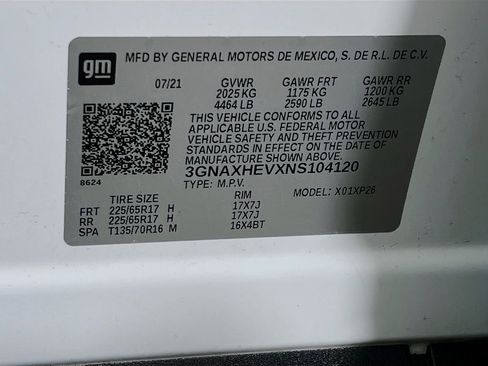 gm
MFD BY GENERAL MOTORS DE MEXICO, S. DE R.L. DE C.V.
07/21 GVWR GAWR FRT GAWR RR
2025 KG 1175 KG 1200 KG
4464 LB 2590 LB 2645 LB
THIS VEHICLE CONFORMS TO ALL
APPLICABLE U.S. FEDERAL MOTOR
VEHICLE SAFETY AND THEFT PREVENTION
STANDARDS IN EFFECT ON THE DATE OF
MANUFACTURE SHOWN ABOVE.
3GNAXHEVXNS104120
8624
TYPE: M.P.V. MODEL: X01XP26
TIRE SIZE RIM
FRT 225/65R17 H 17X7J
RR 225/65R17 H 17X7J
SPA T135/70R16 M 16X4BT